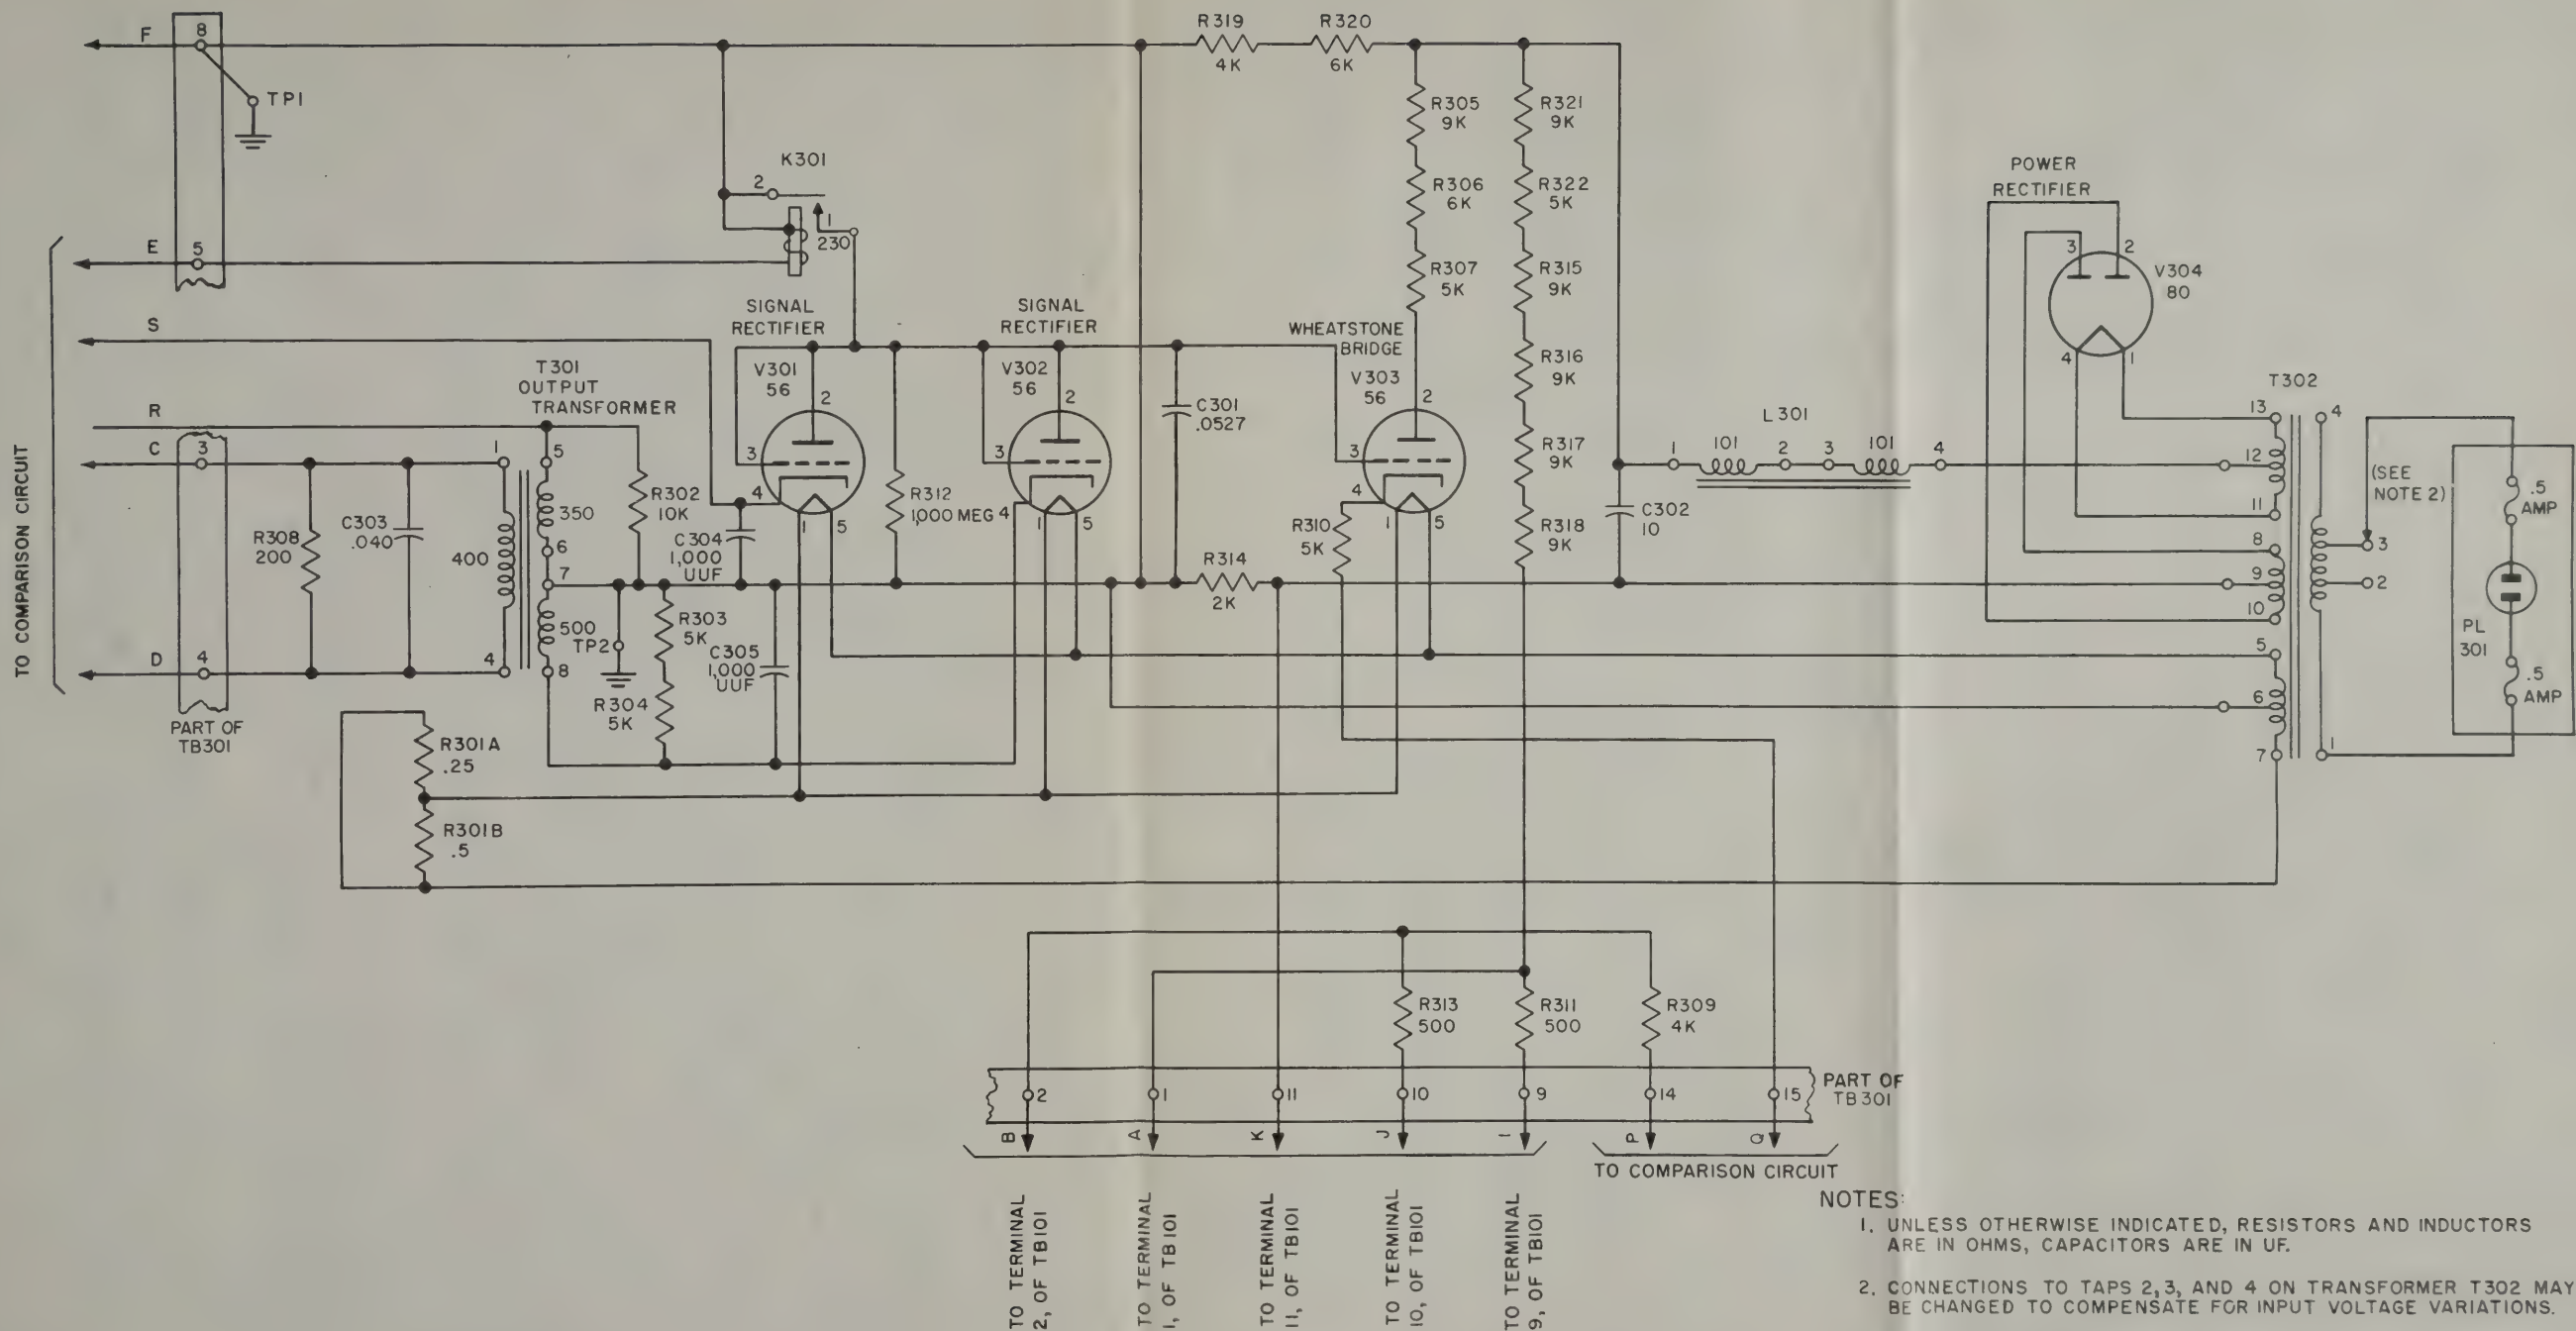 R319
4K
R320
6K
F
8
TP1
R305
9K
R321
9K
K301
2
1
230
R306
6K
R322
5K
POWER
RECTIFIER
E
5
3
2
R307
5K
R315
9K
V304
80
SIGNAL
RECTIFIER
SIGNAL
RECTIFIER
S
WHEATSTONE
BRIDGE
4
1
T301
OUTPUT
TRANSFORMER
V301
56
V302
56
V303
56
R316
9K
T302
2
2
2
C301
.0527
R
C
3
1
5
13
4
L301
1
101
2
3
101
4
12
3
3
3
R317
9K
(SEE
NOTE 2)
R302
10K
4
R312
1,000 MEG
4
4
11
.5
AMP
350
C303
.040
R308
200
400
6
7
C304
1,000
UUF
1
5
1
5
1
5
R310
5K
R318
9K
C302
10
8
3
9
2
10
R314
2K
500
TP2
R303
5K
C305
1,000
UUF
R304
5K
PL
301
D
4
4
8
5
6
7
1
.5
AMP
TO COMPARISON CIRCUIT
PART OF
TB301
R301A
.25
R301B
.5
R313
500
R311
500
R309
4K
2
1
11
10
9
14
15
PART OF
TB301
B
A
K
J
I
P
Q
TO COMPARISON CIRCUIT
TO TERMINAL
2, OF TB101
TO TERMINAL
1, OF TB101
TO TERMINAL
11, OF TB101
TO TERMINAL
10, OF TB101
TO TERMINAL
9, OF TB101
NOTES:
1. UNLESS OTHERWISE INDICATED, RESISTORS AND INDUCTORS
ARE IN OHMS, CAPACITORS ARE IN UF.
2. CONNECTIONS TO TAPS 2,3, AND 4 ON TRANSFORMER T302 MAY
BE CHANGED TO COMPENSATE FOR INPUT VOLTAGE VARIATIONS.